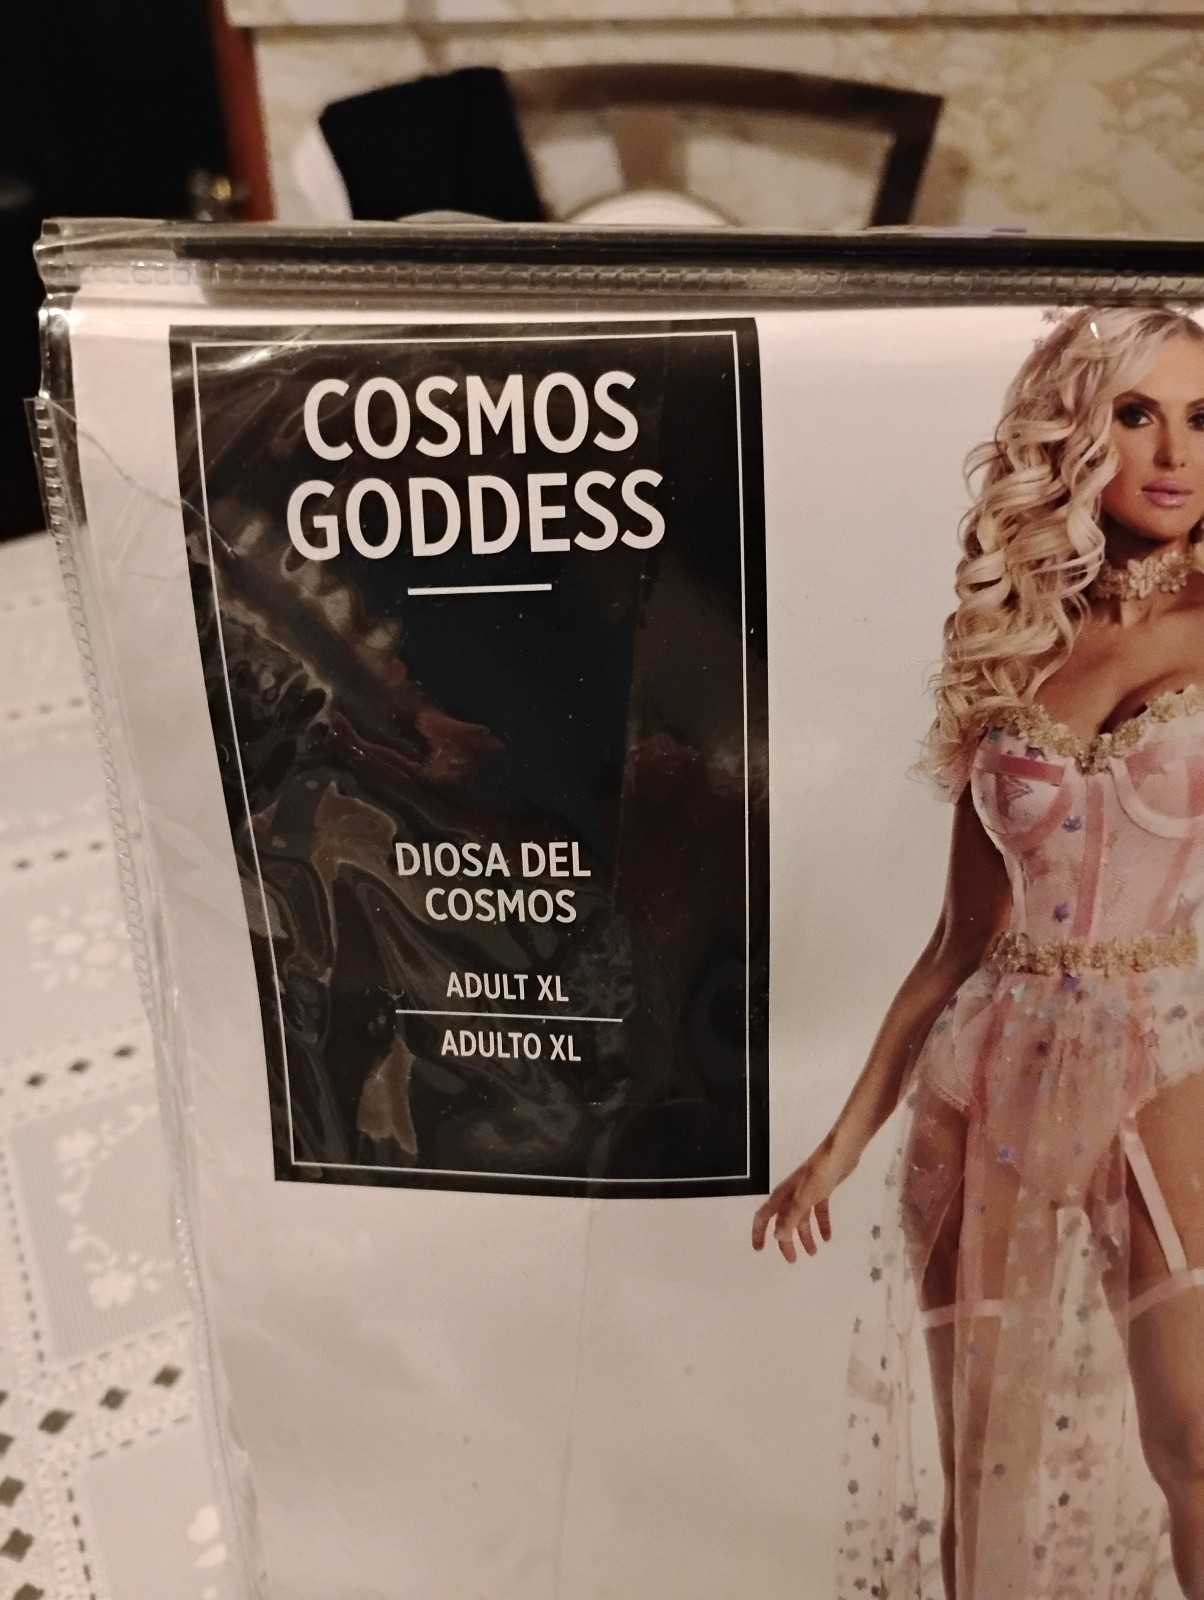 COSMOS
GODDESS
DIOSA DEL
COSMOS
ADULT XL
ADULTO XL